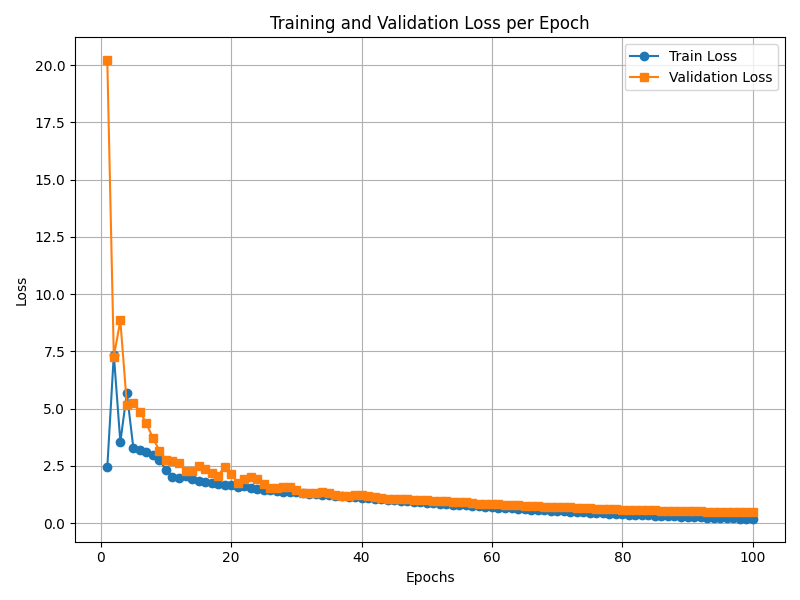 Training and Validation Loss per Epoch
Train Loss
Validation Loss
20.0
17.5
15.0
12.5
10.0
7.5
5.0
2.5
0.0
Loss
0 20 40 60 80 100
Epochs